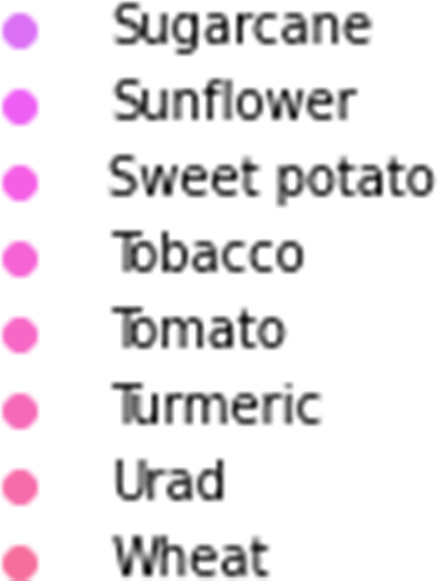 Sugarcane
Sunflower
Sweet potato
Tobacco
Tomato
Turmeric
Urad
Wheat